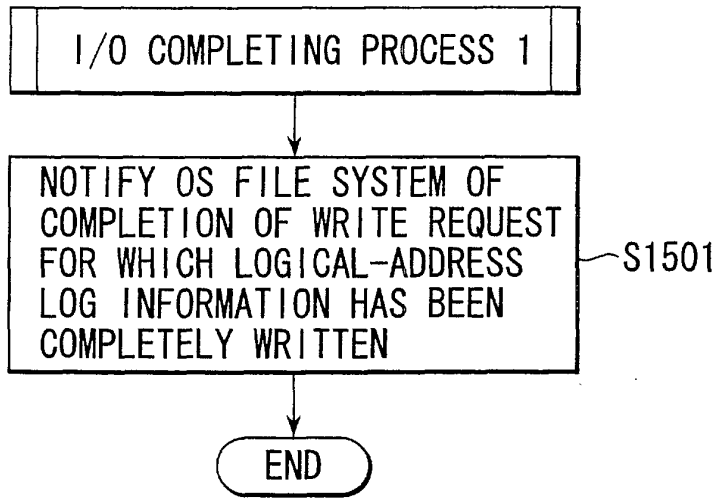 I/O COMPLETING PROCESS 1
NOTIFY OS FILE SYSTEM OF
COMPLETION OF WRITE REQUEST
FOR WHICH LOGICAL-ADDRESS
LOG INFORMATION HAS BEEN
COMPLETELY WRITTEN
S1501
END